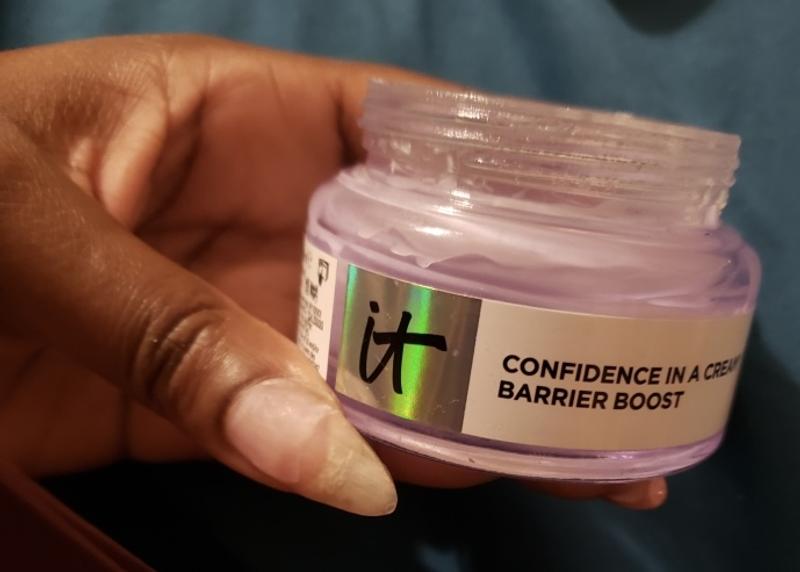 it
CONFIDENCE IN A CREAM
BARRIER BOOST